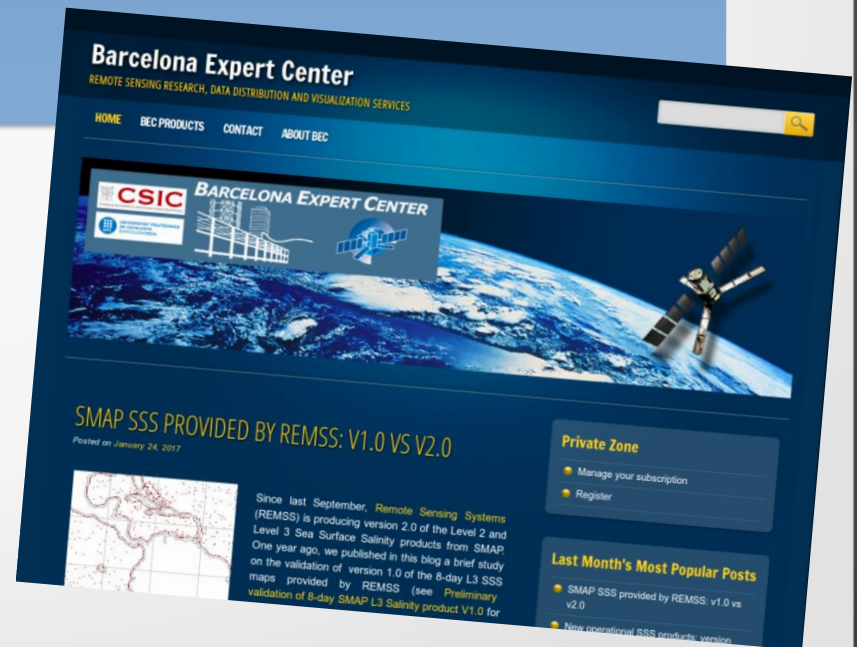 Barcelona Expert Center
REMOTE SENSING RESEARCH, DATA DISTRIBUTION AND VISUALIZATION SERVICES
HOME BEC PRODUCTS CONTACT ABOUT BEC
CSIC
BARCELONA EXPERT CENTER
UNIVERSITAT POLITÈCNICA
DE CATALUNYA
BARCELONATECH
SMAP SSS PROVIDED BY REMSS: V1.0 VS V2.0
Posted on January 24, 2017
Since last September, Remote Sensing Systems
(REMSS) is producing version 2.0 of the Level 2 and
Level 3 Sea Surface Salinity products from SMAP.
One year ago, we published in this blog a brief study
on the validation of version 1.0 of the 8-day L3 SSS
maps provided by REMSS (see Preliminary
validation of 8-day SMAP L3 Salinity product V1.0 for
Private Zone
Manage your subscription
Register
Last Month's Most Popular Posts
SMAP SSS provided by REMSS: v1.0 vs
v2.0
New operational SSS products: version